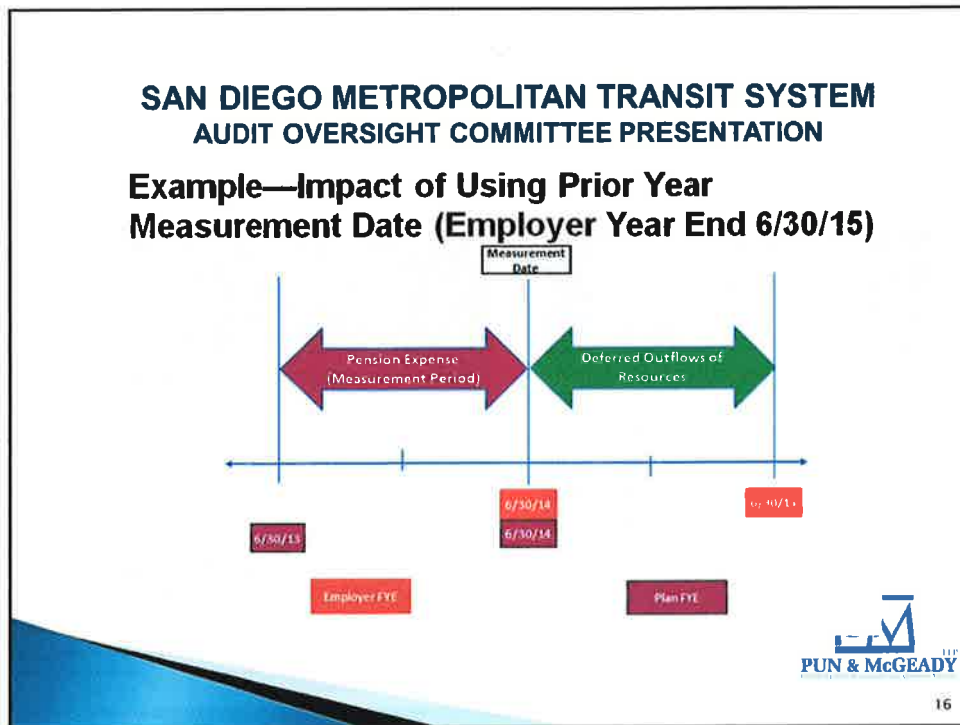 SAN DIEGO METROPOLITAN TRANSIT SYSTEM
AUDIT OVERSIGHT COMMITTEE PRESENTATION
Example—Impact of Using Prior Year
Measurement Date (Employer Year End 6/30/15)
Measurement
Date
Pension Expense
(Measurement Period)
Deferred Outflows of
Resources
6/30/14
6/30/13
6/30/14
Employer FYE
Plan FYE
PUN & McGEADY LLP
16